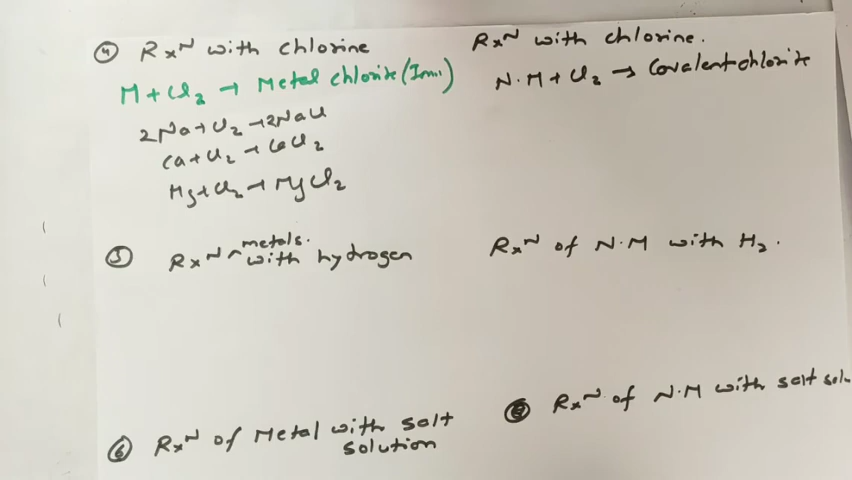 ④ Rxᴺ with chlorine
M + Cl₂ → Metal chloride (Ionic)
2Na + Cl₂ → 2NaCl
Ca + Cl₂ → CaCl₂
Mg + Cl₂ → MgCl₂
Rxᴺ with chlorine.
N.M + Cl₂ → Covalent chloride
⑤ Rxᴺ ^ metals. with hydrogen
Rxᴺ of N.M with H₂.
⑥ Rxᴺ of Metal with salt
solution
Rxᴺ of N.M with salt solu